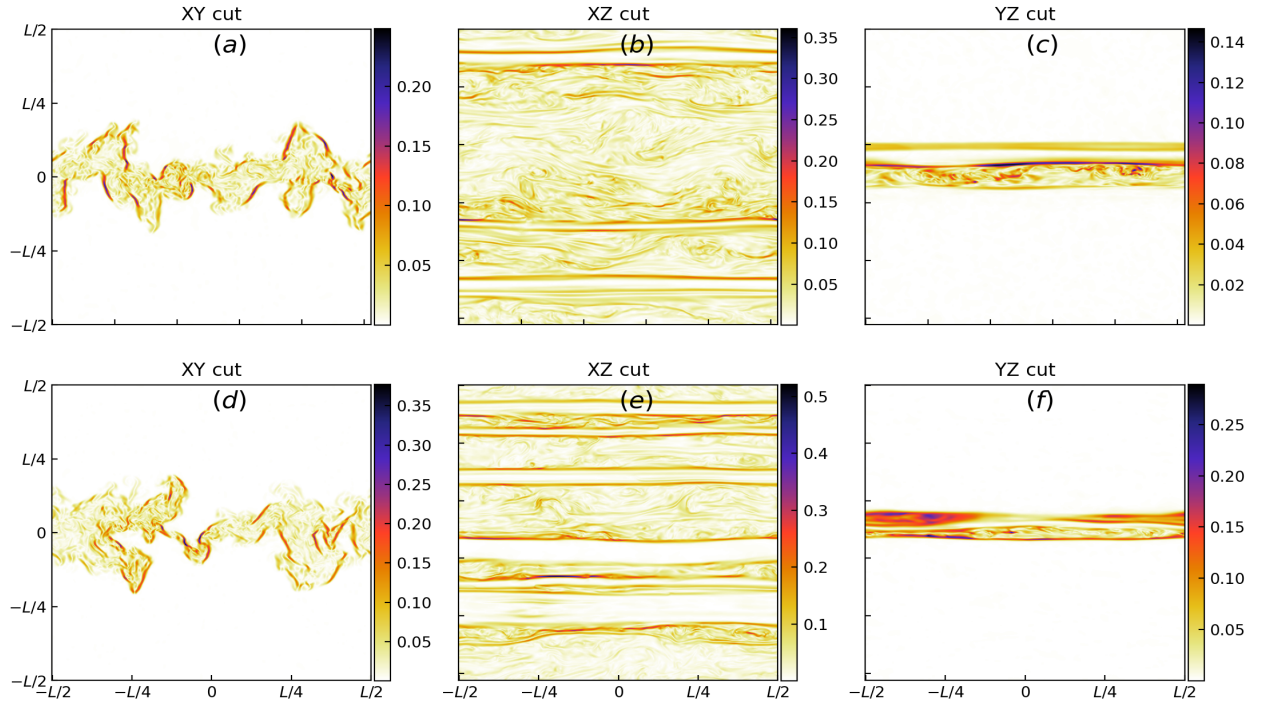 XY cut
XZ cut
YZ cut
(a)
(b)
(c)
L/2
L/4
0
−L/4
−L/2
0.20
0.15
0.10
0.05
0.35
0.30
0.25
0.20
0.15
0.10
0.05
0.14
0.12
0.10
0.08
0.06
0.04
0.02
XY cut
XZ cut
YZ cut
(d)
(e)
(f)
L/2
L/4
0
−L/4
−L/2
0.35
0.30
0.25
0.20
0.15
0.10
0.05
0.5
0.4
0.3
0.2
0.1
0.25
0.20
0.15
0.10
0.05
−L/2 −L/4 0 L/4 L/2
−L/2 −L/4 0 L/4 L/2
−L/2 −L/4 0 L/4 L/2